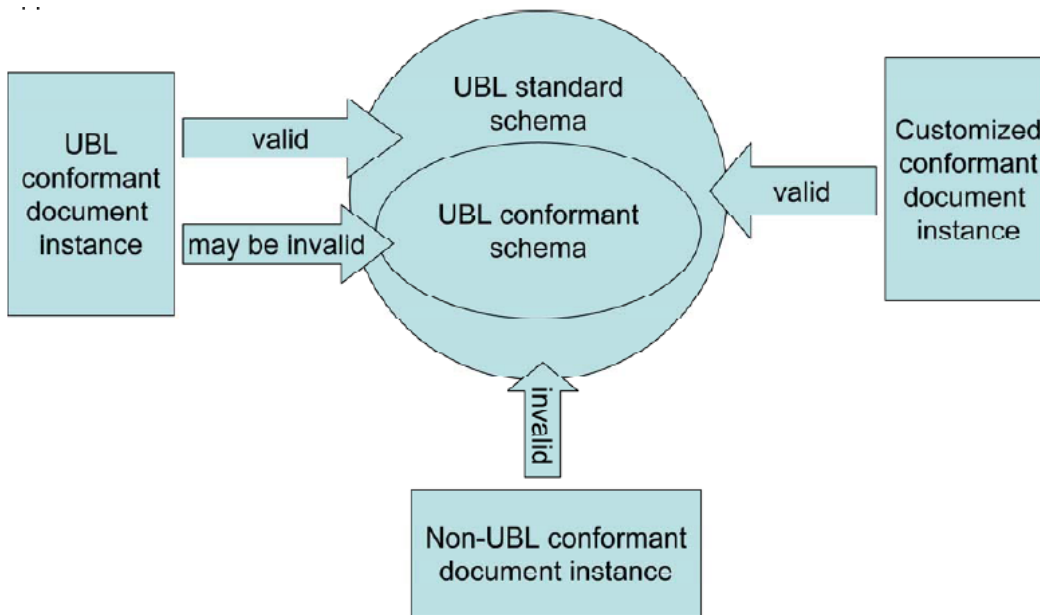 UBL
conformant
document
instance
valid
may be invalid
UBL standard
schema
UBL conformant
schema
valid
Customized
conformant
document
instance
invalid
Non-UBL conformant
document instance